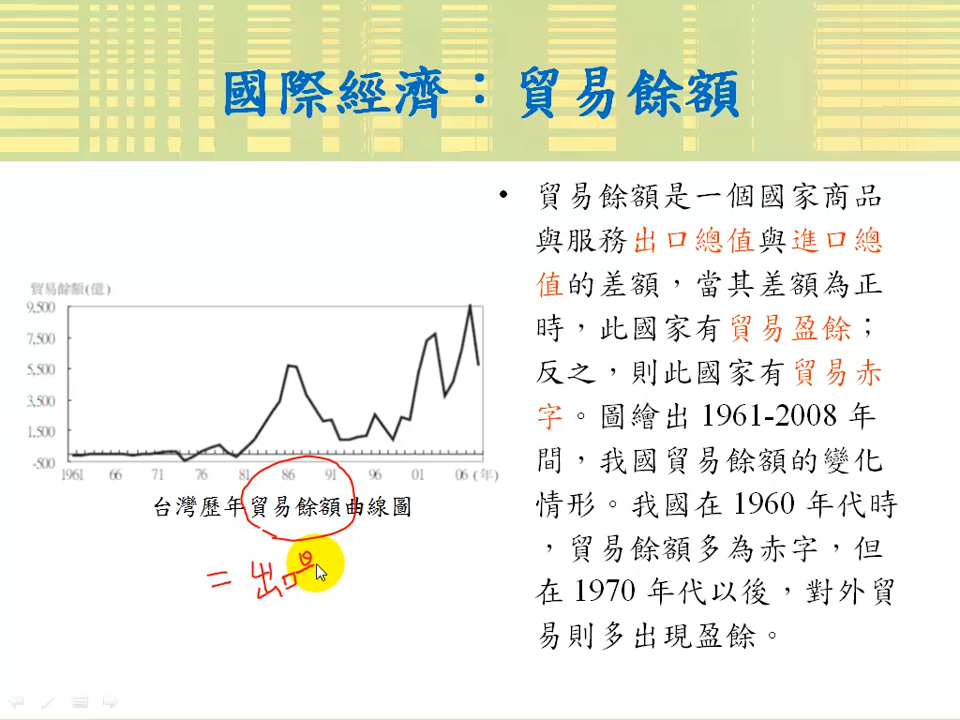 國際經濟：貿易餘額
• 貿易餘額是一個國家商品
與服務出口總值與進口總
值的差額，當其差額為正
時，此國家有貿易盈餘；
反之，則此國家有貿易赤
字。圖繪出 1961-2008 年
間，我國貿易餘額的變化
情形。我國在 1960 年代時
，貿易餘額多為赤字，但
在 1970 年代以後，對外貿
易則多出現盈餘。
貿易餘額(億)
9,500
7,500
5,500
3,500
1,500
-500
1961 66 71 76 81 86 91 96 01 06 (年)
台灣歷年貿易餘額曲線圖
= 出口